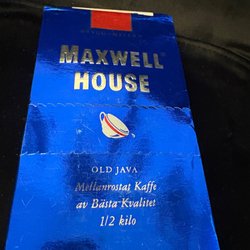 MAXWELL
HOUSE
OLD JAVA
Mellanrostat Kaffe
av Bästa Kvalitet
1/2 kilo